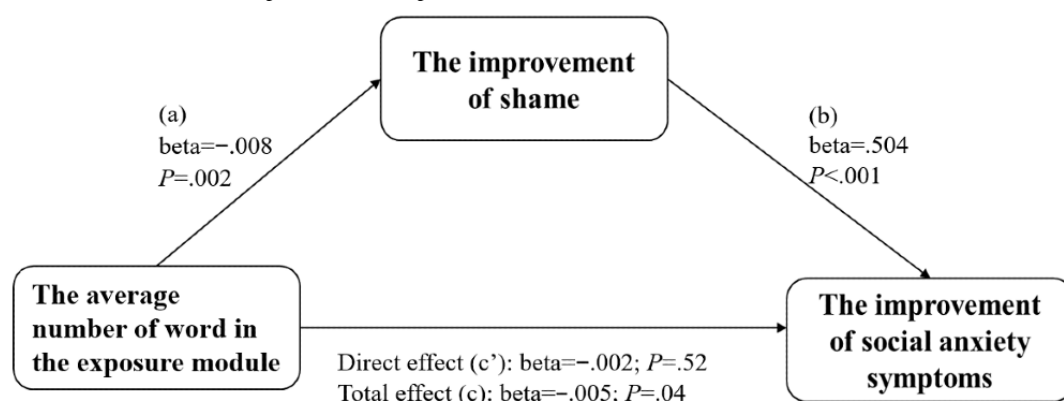 The improvement
of shame
(a)
beta=−.008
P=.002
(b)
beta=.504
P<.001
The average
number of word in
the exposure module
The improvement
of social anxiety
symptoms
Direct effect (c’): beta=−.002; P=.52
Total effect (c): beta=−.005; P=.04